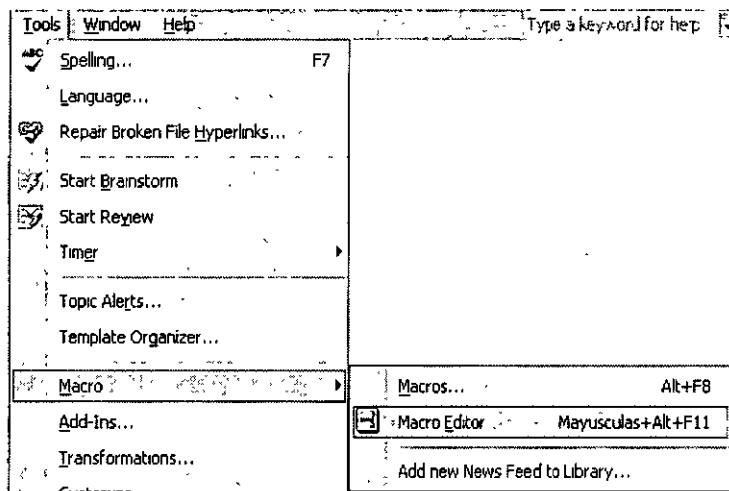 Tools Window Help Type a keyword for help
ABC
Spelling... F7
Language...
Repair Broken File Hyperlinks...
Start Brainstorm
Start Review
Timer
Topic Alerts...
Template Organizer...
Macro
Macros... Alt+F8
Add-Ins...
Macro Editor Mayusculas+Alt+F11
Transformations...
Add new News Feed to Library...